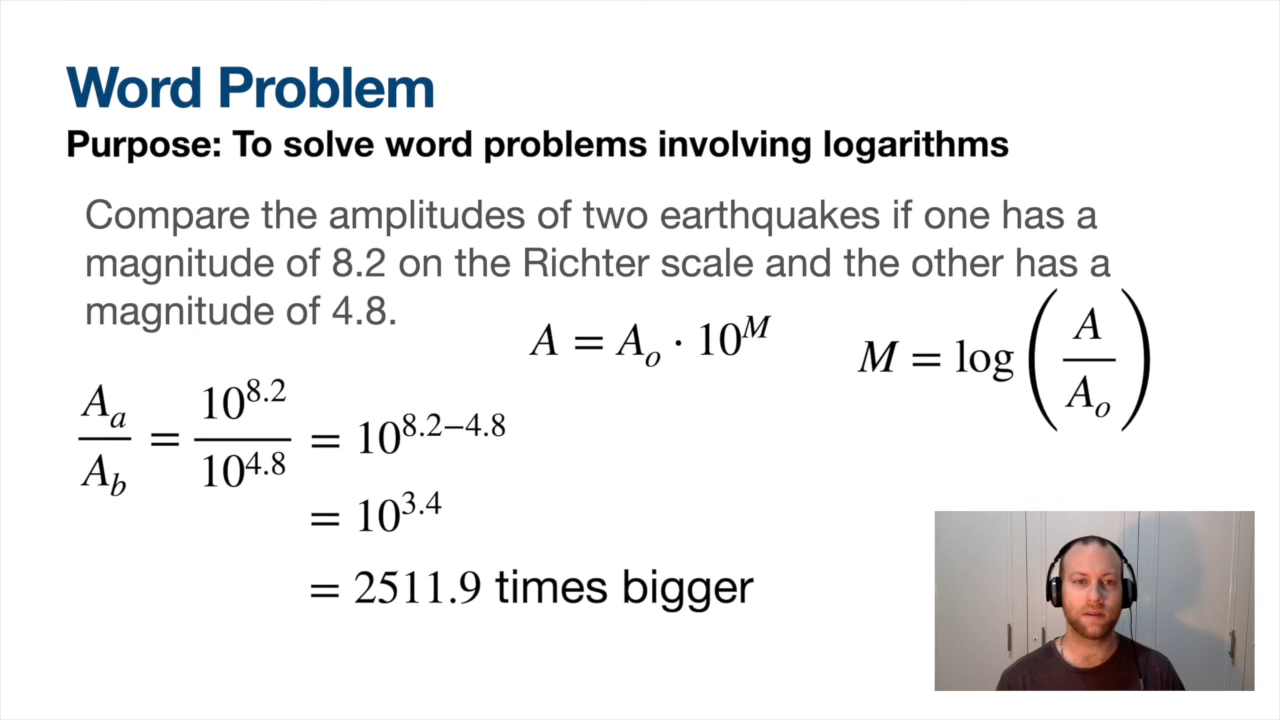 Word Problem
Purpose: To solve word problems involving logarithms
Compare the amplitudes of two earthquakes if one has a
magnitude of 8.2 on the Richter scale and the other has a
magnitude of 4.8.
A = A_o · 10^M
M = log(A/A_o)
A_a/A_b = 10^8.2/10^4.8 = 10^{8.2−4.8}
= 10^3.4
= 2511.9 times bigger